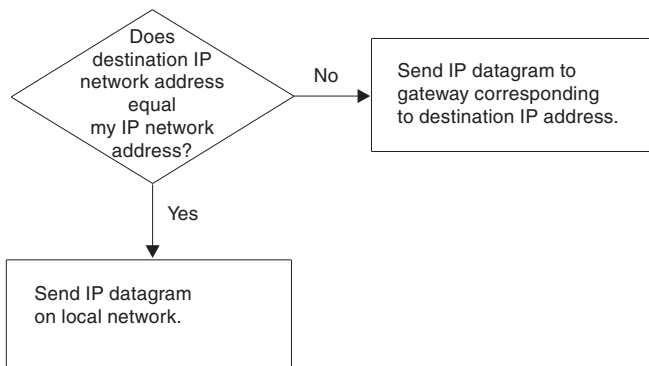 Does
destination IP
network address
equal
my IP network
address?
No
Send IP datagram to
gateway corresponding
to destination IP address.
Yes
Send IP datagram
on local network.